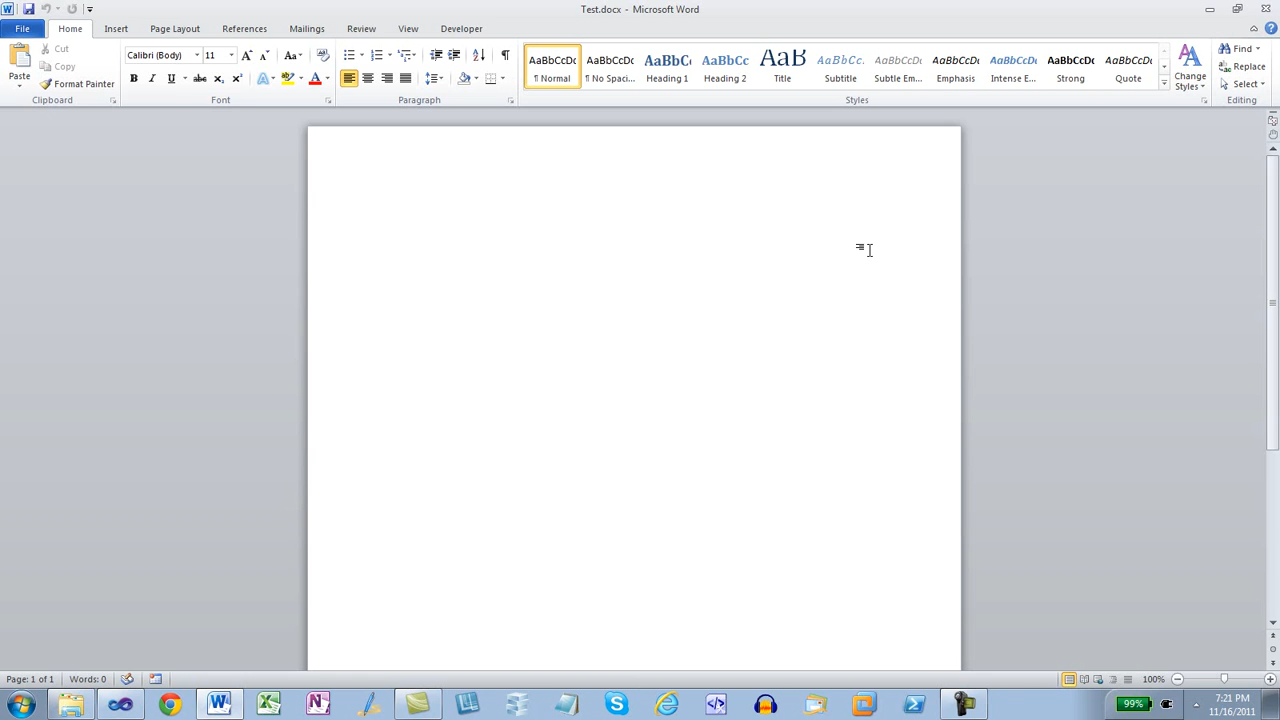 Test.docx - Microsoft Word
File Home Insert Page Layout References Mailings Review View Developer
Paste
Cut
Copy
Format Painter
Clipboard
Calibri (Body) 11
Font
Paragraph
AaBbCcDc AaBbCcDc AaBbC AaBbCc AaB AaBbCc. AaBbCcDc AaBbCcDc AaBbCcDc AaBbCcDc AaBbCcDc
¶ Normal ¶ No Spaci... Heading 1 Heading 2 Title Subtitle Subtle Em... Emphasis Intense E... Strong Quote
Change
Styles
Styles
Find
Replace
Select
Editing
Page: 1 of 1 Words: 0 100%
99% 7:21 PM
11/16/2011